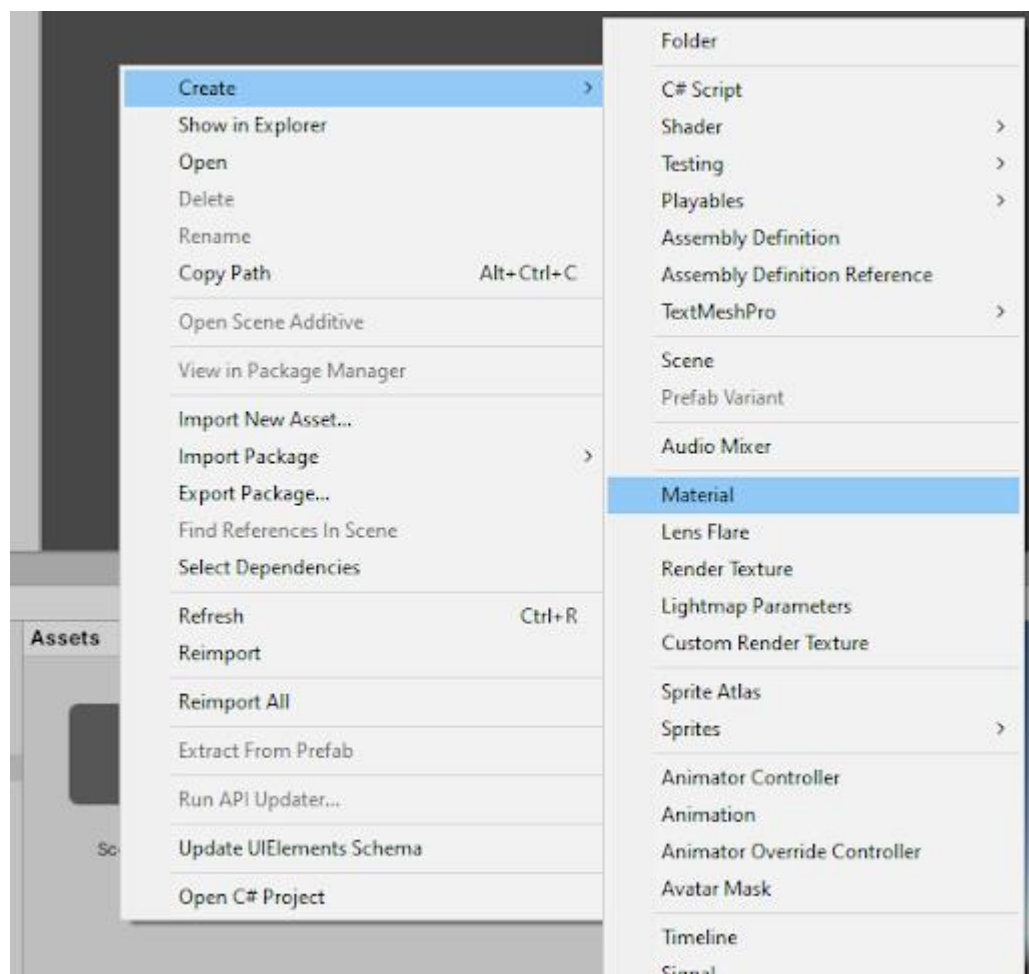 Create
Show in Explorer
Open
Delete
Rename
Copy Path Alt+Ctrl+C
Open Scene Additive
View in Package Manager
Import New Asset...
Import Package
Export Package...
Find References In Scene
Select Dependencies
Refresh Ctrl+R
Reimport
Reimport All
Extract From Prefab
Run API Updater...
Update UIElements Schema
Open C# Project
Folder
C# Script
Shader
Testing
Playables
Assembly Definition
Assembly Definition Reference
TextMeshPro
Scene
Prefab Variant
Audio Mixer
Material
Lens Flare
Render Texture
Lightmap Parameters
Custom Render Texture
Sprite Atlas
Sprites
Animator Controller
Animation
Animator Override Controller
Avatar Mask
Timeline
Signal
Assets